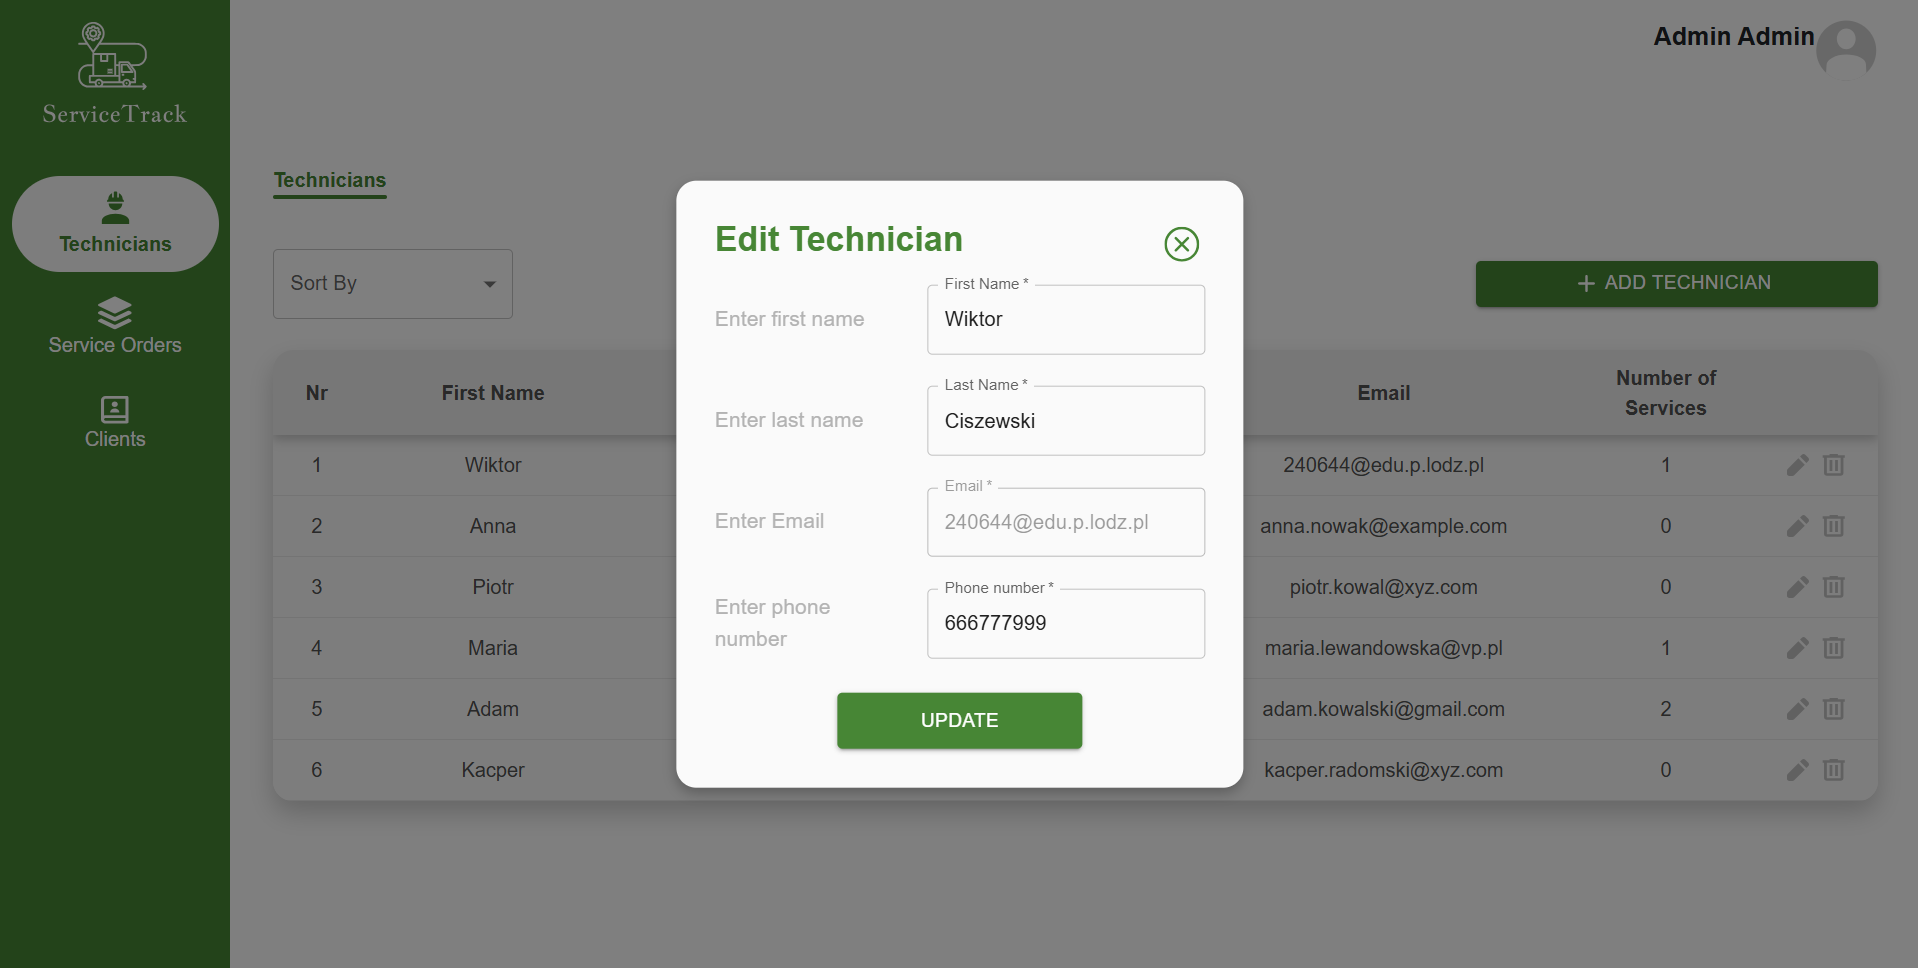 ServiceTrack
Technicians
Service Orders
Clients
Admin Admin
Technicians
Sort By
ADD TECHNICIAN
Nr First Name Email Number of
Services
1 Wiktor 240644@edu.p.lodz.pl 1
2 Anna anna.nowak@example.com 0
3 Piotr piotr.kowal@xyz.com 0
4 Maria maria.lewandowska@vp.pl 1
5 Adam adam.kowalski@gmail.com 2
6 Kacper kacper.radomski@xyz.com 0
Edit Technician
First Name *
Enter first name Wiktor
Last Name *
Enter last name Ciszewski
Email *
Enter Email 240644@edu.p.lodz.pl
Phone number *
Enter phone
number
666777999
UPDATE